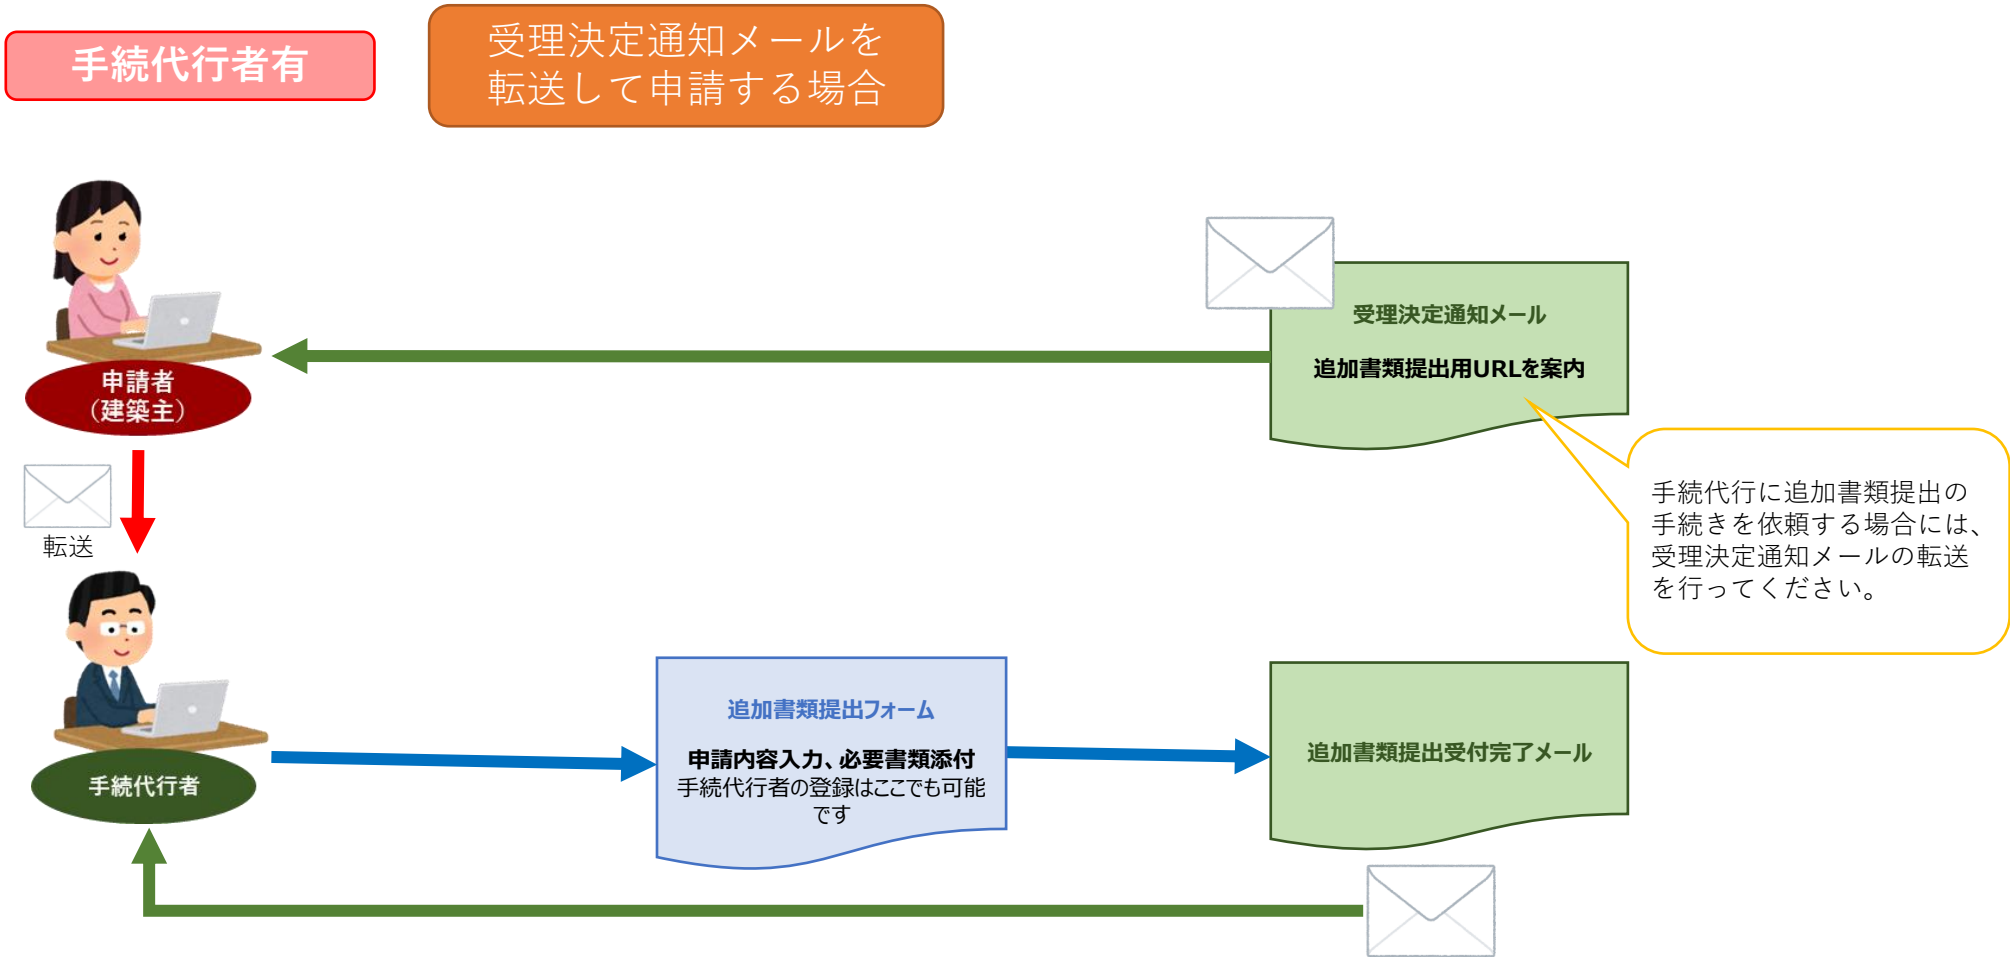 手続代行者有
受理決定通知メールを
転送して申請する場合
受理決定通知メール
追加書類提出用URLを案内
申請者
（建築主）
転送
手続代行に追加書類提出の
手続きを依頼する場合には、
受理決定通知メールの転送
を行ってください。
追加書類提出フォーム
申請内容入力、必要書類添付
手続代行者の登録はここでも可能
です
追加書類提出受付完了メール
手続代行者